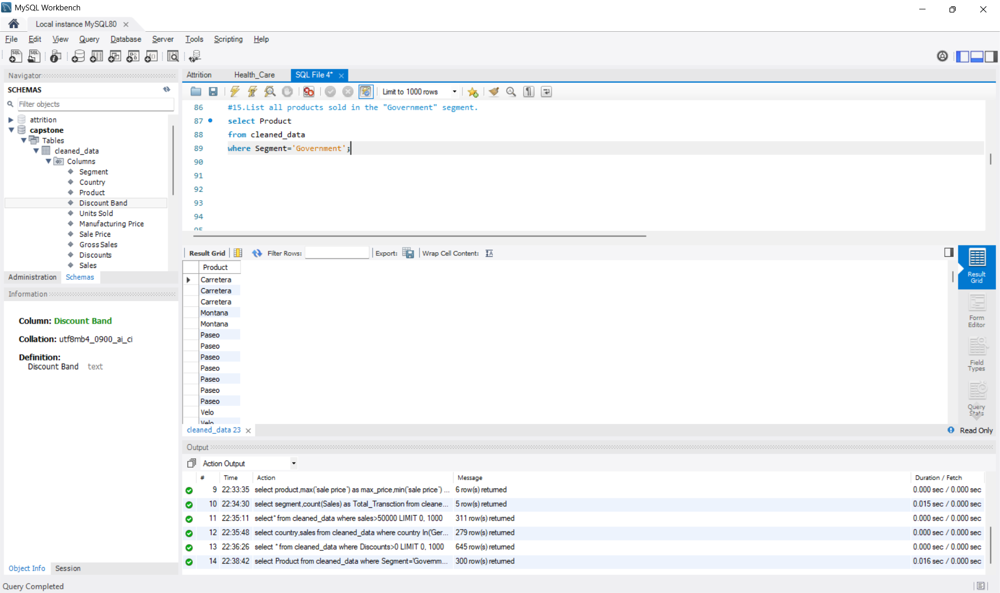 MySQL Workbench
Local instance MySQL80
File Edit View Query Database Server Tools Scripting Help
Navigator
SCHEMAS
Filter objects
attrition
capstone
Tables
cleaned_data
Columns
Segment
Country
Product
Discount Band
Units Sold
Manufacturing Price
Sale Price
Gross Sales
Discounts
Sales
Administration Schemas
Information
Column: Discount Band
Collation: utf8mb4_0900_ai_ci
Definition:
Discount Band text
Object Info Session
Attrition Health_Care SQL File 4*
Limit to 1000 rows
86 #15.List all products sold in the "Government" segment.
87 select Product
88 from cleaned_data
89 where Segment='Government';
90
91
92
93
94
95
Result Grid Filter Rows: Export: Wrap Cell Content:
Product
Carretera
Carretera
Carretera
Montana
Montana
Paseo
Paseo
Paseo
Paseo
Paseo
Paseo
Paseo
Velo
Velo
Result
Grid
Form
Editor
Field
Types
Query
Stats
cleaned_data 23
Read Only
Output
Action Output
# Time Action Message Duration / Fetch
9 22:33:35 select product,max(`sale price`) as max_price,min(`sale price`) ... 6 row(s) returned 0.000 sec / 0.000 sec
10 22:34:30 select segment,count(Sales) as Total_Transction from cleane... 5 row(s) returned 0.015 sec / 0.000 sec
11 22:35:11 select* from cleaned_data where sales>50000 LIMIT 0, 1000 311 row(s) returned 0.000 sec / 0.000 sec
12 22:35:48 select country,sales from cleaned_data where country In('Ger... 279 row(s) returned 0.000 sec / 0.000 sec
13 22:36:26 select * from cleaned_data where Discounts>0 LIMIT 0, 1000 645 row(s) returned 0.000 sec / 0.000 sec
14 22:38:42 select Product from cleaned_data where Segment='Governm... 300 row(s) returned 0.016 sec / 0.000 sec
Query Completed